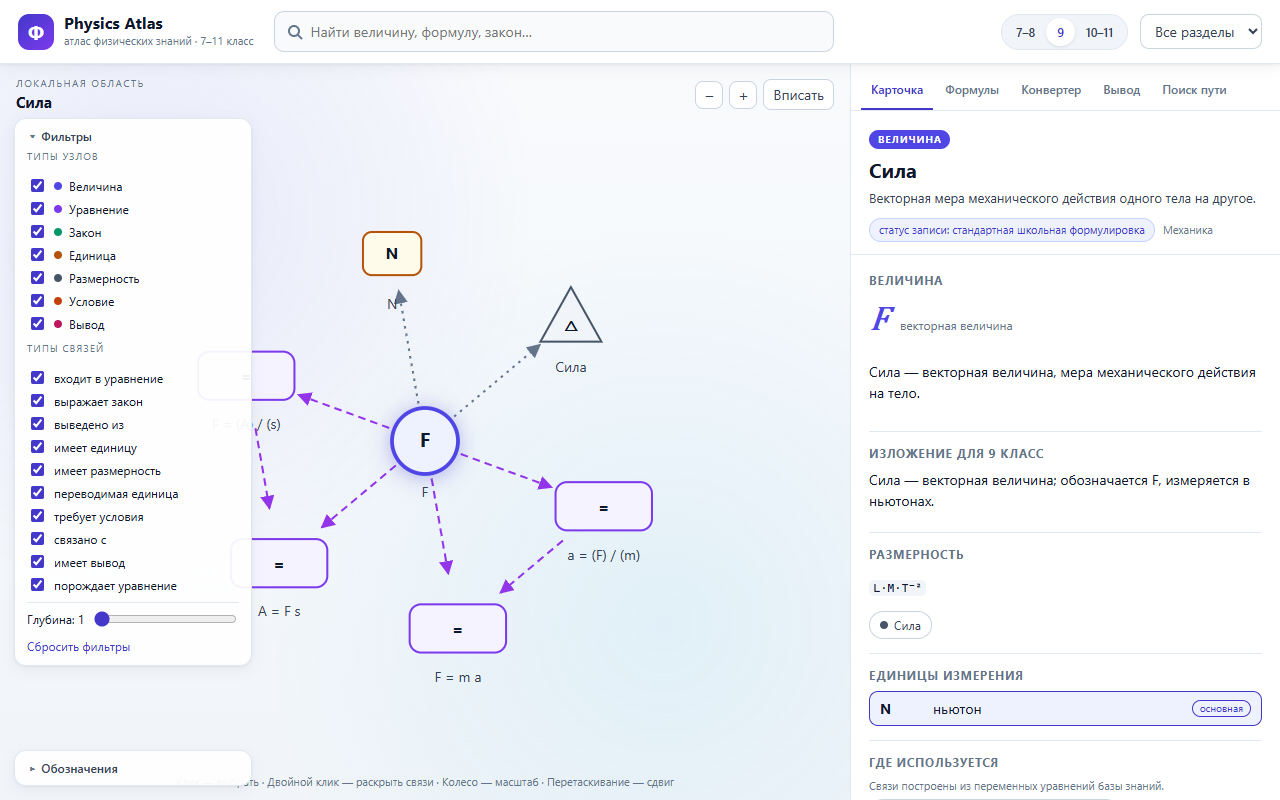 Ф
Physics Atlas
атлас физических знаний · 7–11 класс
Найти величину, формулу, закон...
7–8 9 10–11
Все разделы
ЛОКАЛЬНАЯ ОБЛАСТЬ
Сила
− + Вписать
Фильтры
ТИПЫ УЗЛОВ
Величина
Уравнение
Закон
Единица
Размерность
Условие
Вывод
ТИПЫ СВЯЗЕЙ
входит в уравнение
выражает закон
выведено из
имеет единицу
имеет размерность
переводимая единица
требует условия
связано с
имеет вывод
порождает уравнение
Глубина: 1
Сбросить фильтры
Обозначения
N
N
Δ
Сила
=
F = (A) / (s)
F
F
=
a = (F) / (m)
=
A = F s
=
F = m a
· Двойной клик — раскрыть связи · Колесо — масштаб · Перетаскивание — сдвиг
Карточка Формулы Конвертер Вывод Поиск пути
ВЕЛИЧИНА
Сила
Векторная мера механического действия одного тела на другое.
статус записи: стандартная школьная формулировка Механика
ВЕЛИЧИНА
F векторная величина
Сила — векторная величина, мера механического действия
на тело.
ИЗЛОЖЕНИЕ ДЛЯ 9 КЛАСС
Сила — векторная величина; обозначается F, измеряется в
ньютонах.
РАЗМЕРНОСТЬ
L·M·T⁻²
Сила
ЕДИНИЦЫ ИЗМЕРЕНИЯ
N ньютон основная
ГДЕ ИСПОЛЬЗУЕТСЯ
Связи построены из переменных уравнений базы знаний.